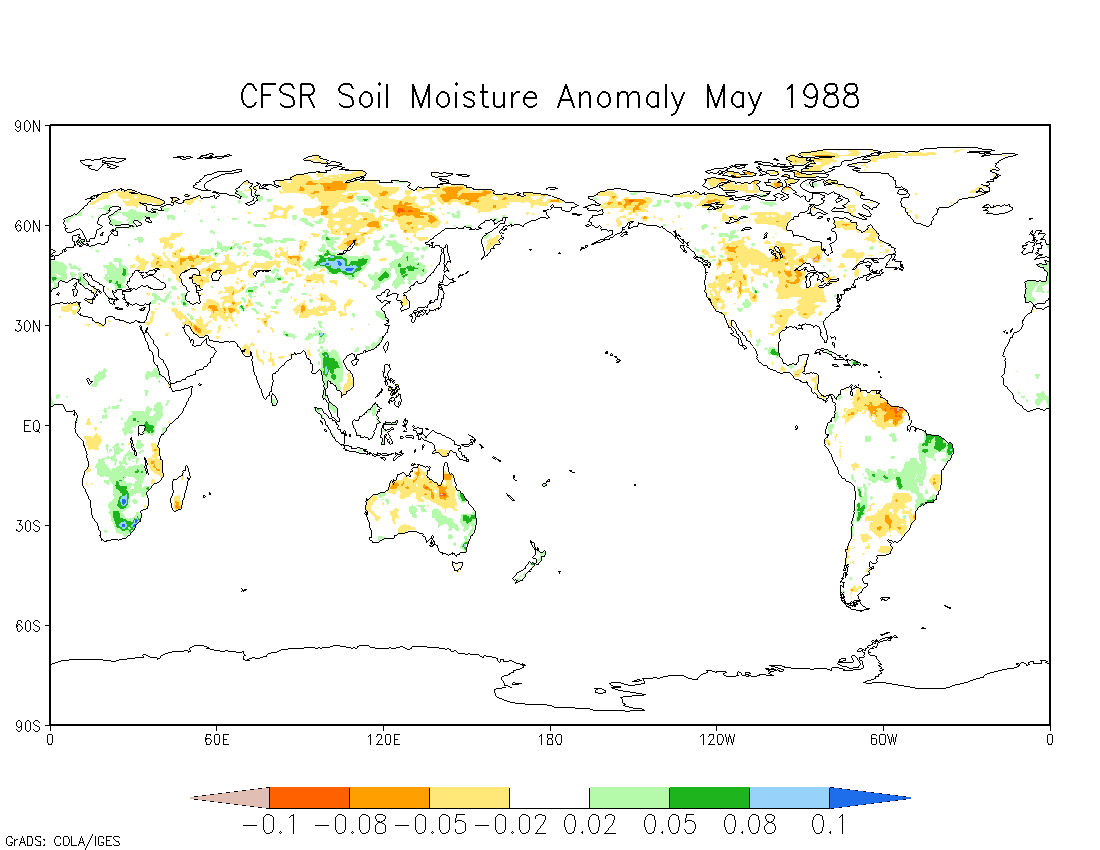 CFSR Soil Moisture Anomaly May 1988
90N
60N
30N
EQ
30S
60S
90S
0 60E 120E 180 120W 60W 0
−0.1 −0.08 −0.05 −0.02 0.02 0.05 0.08 0.1
GrADS: COLA/IGES